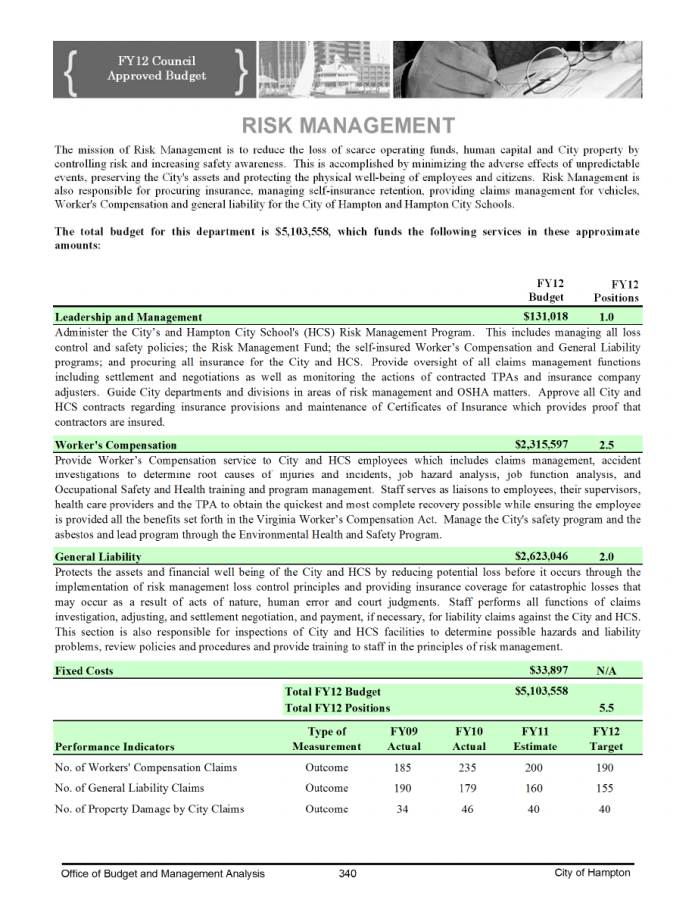 FY12 Council
Approved Budget
RISK MANAGEMENT
The mission of Risk Management is to reduce the loss of scarce operating funds, human capital and City property by
controlling risk and increasing safety awareness. This is accomplished by minimizing the adverse effects of unpredictable
events, preserving the City's assets and protecting the physical well-being of employees and citizens. Risk Management is
also responsible for procuring insurance, managing self-insurance retention, providing claims management for vehicles,
Worker's Compensation and general liability for the City of Hampton and Hampton City Schools.
The total budget for this department is $5,103,558, which funds the following services in these approximate
amounts:
FY12 FY12
Budget Positions
Leadership and Management $131,018 1.0
Administer the City's and Hampton City School's (HCS) Risk Management Program. This includes managing all loss
control and safety policies; the Risk Management Fund; the self-insured Worker's Compensation and General Liability
programs; and procuring all insurance for the City and HCS. Provide oversight of all claims management functions
including settlement and negotiations as well as monitoring the actions of contracted TPAs and insurance company
adjusters. Guide City departments and divisions in areas of risk management and OSHA matters. Approve all City and
HCS contracts regarding insurance provisions and maintenance of Certificates of Insurance which provides proof that
contractors are insured.
Worker's Compensation $2,315,597 2.5
Provide Worker's Compensation service to City and HCS employees which includes claims management, accident
investigations to determine root causes of injuries and incidents, job hazard analysis, job function analysis, and
Occupational Safety and Health training and program management. Staff serves as liaisons to employees, their supervisors,
health care providers and the TPA to obtain the quickest and most complete recovery possible while ensuring the employee
is provided all the benefits set forth in the Virginia Worker's Compensation Act. Manage the City's safety program and the
asbestos and lead program through the Environmental Health and Safety Program.
General Liability $2,623,046 2.0
Protects the assets and financial well being of the City and HCS by reducing potential loss before it occurs through the
implementation of risk management loss control principles and providing insurance coverage for catastrophic losses that
may occur as a result of acts of nature, human error and court judgments. Staff performs all functions of claims
investigation, adjusting, and settlement negotiation, and payment, if necessary, for liability claims against the City and HCS.
This section is also responsible for inspections of City and HCS facilities to determine possible hazards and liability
problems, review policies and procedures and provide training to staff in the principles of risk management.
Fixed Costs $33,897 N/A
Total FY12 Budget $5,103,558
Total FY12 Positions 5.5
Type of FY09 FY10 FY11 FY12
Performance Indicators Measurement Actual Actual Estimate Target
No. of Workers' Compensation Claims Outcome 185 235 200 190
No. of General Liability Claims Outcome 190 179 160 155
No. of Property Damage by City Claims Outcome 34 46 40 40
Office of Budget and Management Analysis 340 City of Hampton